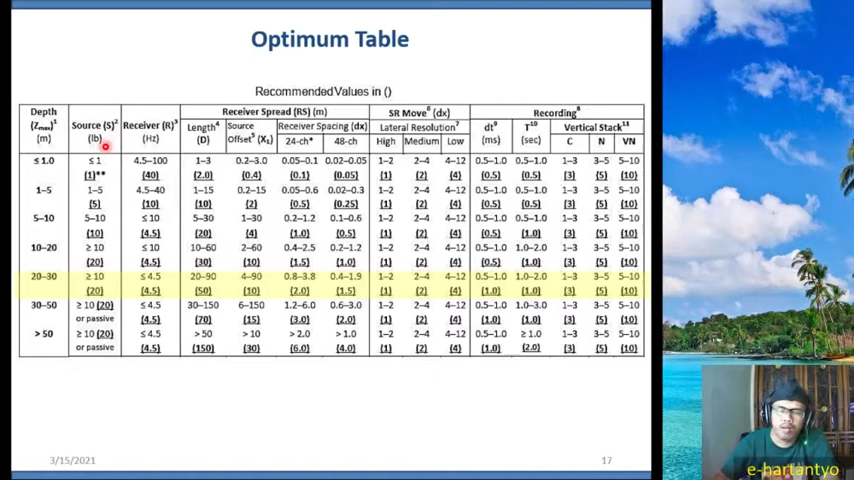 Optimum Table
Recommended Values in ()
Depth (Zmax)1 (m) Source (S)2 (lb) Receiver (R)3 (Hz) Receiver Spread (RS) (m) SR Move6 (dx) Recording8
Length4 (D) Source Offset5 (X1) Receiver Spacing (dx) Lateral Resolution7 dt9 (ms) T10 (sec) Vertical Stack11
24-ch* 48-ch High Medium Low C N VN
≤ 1.0 ≤ 1 4.5–100 1–3 0.2–3.0 0.05–0.1 0.02–0.05 1–2 2–4 4–12 0.5–1.0 0.5–1.0 1–3 3–5 5–10
(1)** (40) (2.0) (0.4) (0.1) (0.05) (1) (2) (4) (0.5) (0.5) (3) (5) (10)
1–5 1–5 4.5–40 1–15 0.2–15 0.05–0.6 0.02–0.3 1–2 2–4 4–12 0.5–1.0 0.5–1.0 1–3 3–5 5–10
(5) (10) (10) (2) (0.5) (0.25) (1) (2) (4) (0.5) (0.5) (3) (5) (10)
5–10 5–10 ≤ 10 5–30 1–30 0.2–1.2 0.1–0.6 1–2 2–4 4–12 0.5–1.0 0.5–1.0 1–3 3–5 5–10
(10) (4.5) (20) (4) (1.0) (0.5) (1) (2) (4) (0.5) (1.0) (3) (5) (10)
10–20 ≥ 10 ≤ 10 10–60 2–60 0.4–2.5 0.2–1.2 1–2 2–4 4–12 0.5–1.0 1.0–2.0 1–3 3–5 5–10
(20) (4.5) (30) (10) (1.5) (1.0) (1) (2) (4) (0.5) (1.0) (3) (5) (10)
20–30 ≥ 10 ≤ 4.5 20–90 4–90 0.8–3.8 0.4–1.9 1–2 2–4 4–12 0.5–1.0 1.0–2.0 1–3 3–5 5–10
(20) (4.5) (50) (10) (2.0) (1.5) (1) (2) (4) (1.0) (1.0) (3) (5) (10)
30–50 ≥ 10 (20) ≤ 4.5 30–150 6–150 1.2–6.0 0.6–3.0 1–2 2–4 4–12 0.5–1.0 1.0–3.0 1–3 3–5 5–10
or passive (4.5) (70) (15) (3.0) (2.0) (1) (2) (4) (1.0) (1.0) (3) (5) (10)
> 50 ≥ 10 (20) ≤ 4.5 > 50 > 10 > 2.0 > 1.0 1–2 2–4 4–12 0.5–1.0 ≥ 1.0 1–3 3–5 5–10
or passive (4.5) (150) (30) (6.0) (4.0) (1) (2) (4) (1.0) (2.0) (3) (5) (10)
3/15/2021
17
e-hartantyo